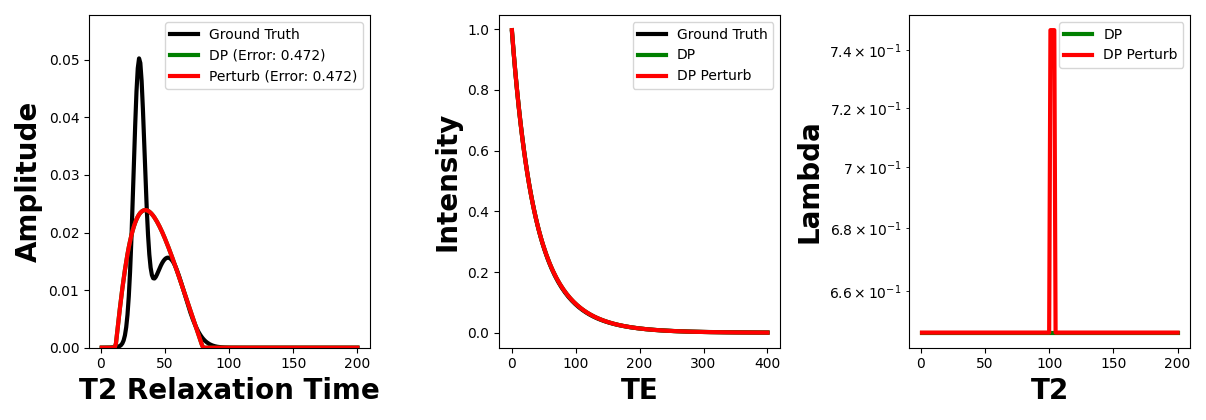 Amplitude
0.05
0.04
0.03
0.02
0.01
0.00
Ground Truth
DP (Error: 0.472)
Perturb (Error: 0.472)
0 50 100 150 200
T2 Relaxation Time
Intensity
1.0
0.8
0.6
0.4
0.2
0.0
Ground Truth
DP
DP Perturb
0 100 200 300 400
TE
Lambda
7.4 × 10⁻¹
7.2 × 10⁻¹
7 × 10⁻¹
6.8 × 10⁻¹
6.6 × 10⁻¹
DP
DP Perturb
0 50 100 150 200
T2